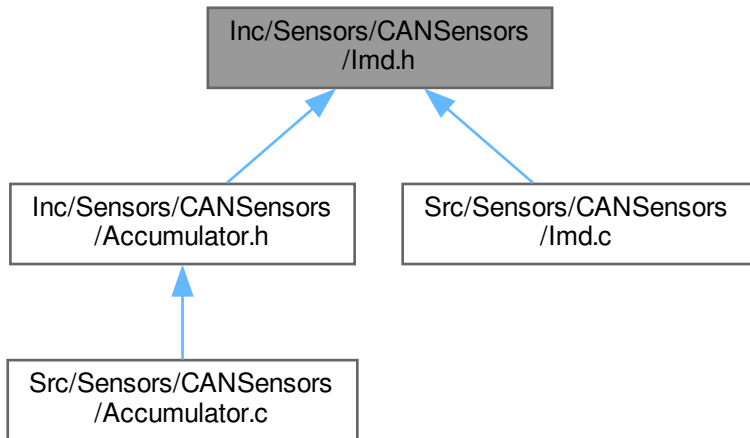 Inc/Sensors/CANSensors
/Imd.h
Inc/Sensors/CANSensors
/Accumulator.h
Src/Sensors/CANSensors
/Imd.c
Src/Sensors/CANSensors
/Accumulator.c